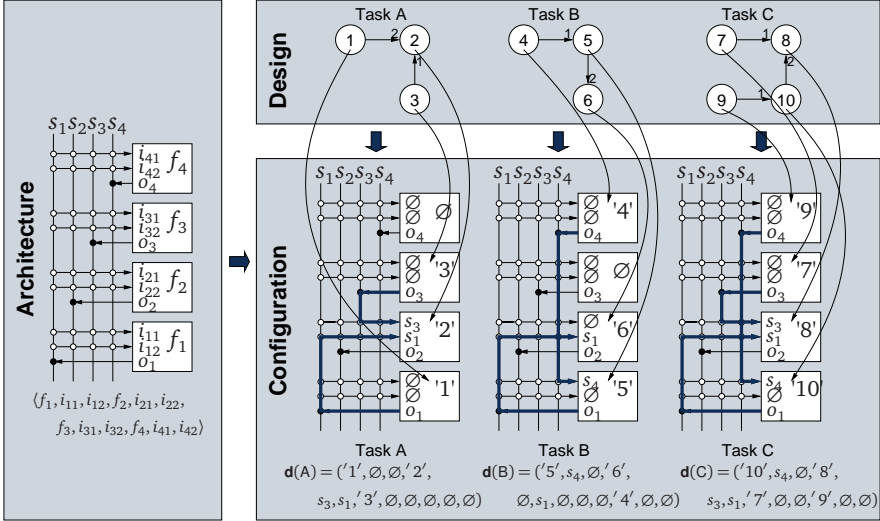 Architecture
s₁ s₂ s₃ s₄
i₄₁
i₄₂ f₄
o₄
i₃₁
i₃₂ f₃
o₃
i₂₁
i₂₂ f₂
o₂
i₁₁
i₁₂ f₁
o₁
⟨f₁, i₁₁, i₁₂, f₂, i₂₁, i₂₂,
f₃, i₃₁, i₃₂, f₄, i₄₁, i₄₂⟩
Design
Task A
1 2 2
1
3
Task B
4 1 5
2
6
Task C
7 1 8
2
9 1 10
Configuration
s₁ s₂ s₃ s₄
∅
∅ ∅
o₄
∅
∅ '3'
o₃
s₃
s₁ '2'
o₂
∅
∅ '1'
o₁
Task A
d(A) = ('1',∅,∅,'2',
s₃,s₁,'3',∅,∅,∅,∅,∅)
s₁ s₂ s₃ s₄
∅
∅ '4'
o₄
∅
∅ ∅
o₃
∅
s₁ '6'
o₂
s₄
∅ '5'
o₁
Task B
d(B) = ('5',s₄,∅,'6',
∅,s₁,∅,∅,∅,'4',∅,∅)
s₁ s₂ s₃ s₄
∅
∅ '9'
o₄
∅
∅ '7'
o₃
s₃
s₁ '8'
o₂
s₄
∅ '10'
o₁
Task C
d(C) = ('10',s₄,∅,'8',
s₃,s₁,'7',∅,∅,'9',∅,∅)